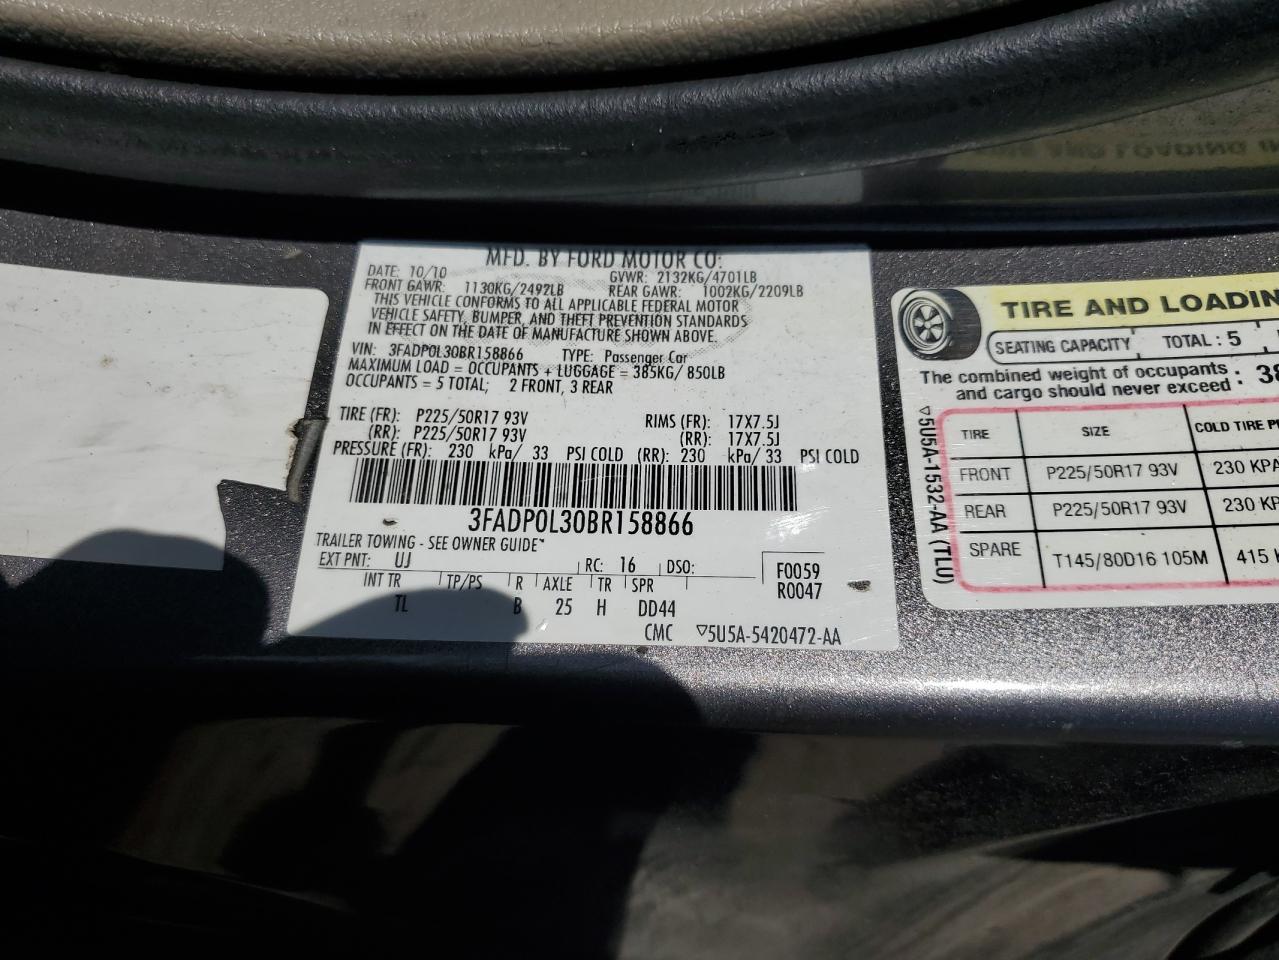 MFD. BY FORD MOTOR CO:
DATE: 10/10 GVWR: 2132KG/4701LB
FRONT GAWR: 1130KG/2492LB REAR GAWR: 1002KG/2209LB
THIS VEHICLE CONFORMS TO ALL APPLICABLE FEDERAL MOTOR
VEHICLE SAFETY, BUMPER, AND THEFT PREVENTION STANDARDS
IN EFFECT ON THE DATE OF MANUFACTURE SHOWN ABOVE.
VIN: 3FADP0L30BR158866 TYPE: Passenger Car
MAXIMUM LOAD = OCCUPANTS + LUGGAGE = 385KG/ 850LB
OCCUPANTS = 5 TOTAL; 2 FRONT, 3 REAR
TIRE (FR): P225/50R17 93V RIMS (FR): 17X7.5J
(RR): P225/50R17 93V (RR): 17X7.5J
PRESSURE (FR): 230 kPa/ 33 PSI COLD (RR): 230 kPa/33 PSI COLD
3FADP0L30BR158866
TRAILER TOWING - SEE OWNER GUIDE
EXT PNT: UJ RC: 16 DSO: F0059
INT TR TP/PS R AXLE TR SPR R0047
TL B 25 H DD44
CMC ▽5U5A-5420472-AA
TIRE AND LOADIN
SEATING CAPACITY TOTAL : 5
The combined weight of occupants
and cargo should never exceed : 38
TIRE SIZE COLD TIRE P
FRONT P225/50R17 93V 230 KPA
REAR P225/50R17 93V 230 KP
SPARE T145/80D16 105M 415 K
▽5U5A-1532-AA (TLU)